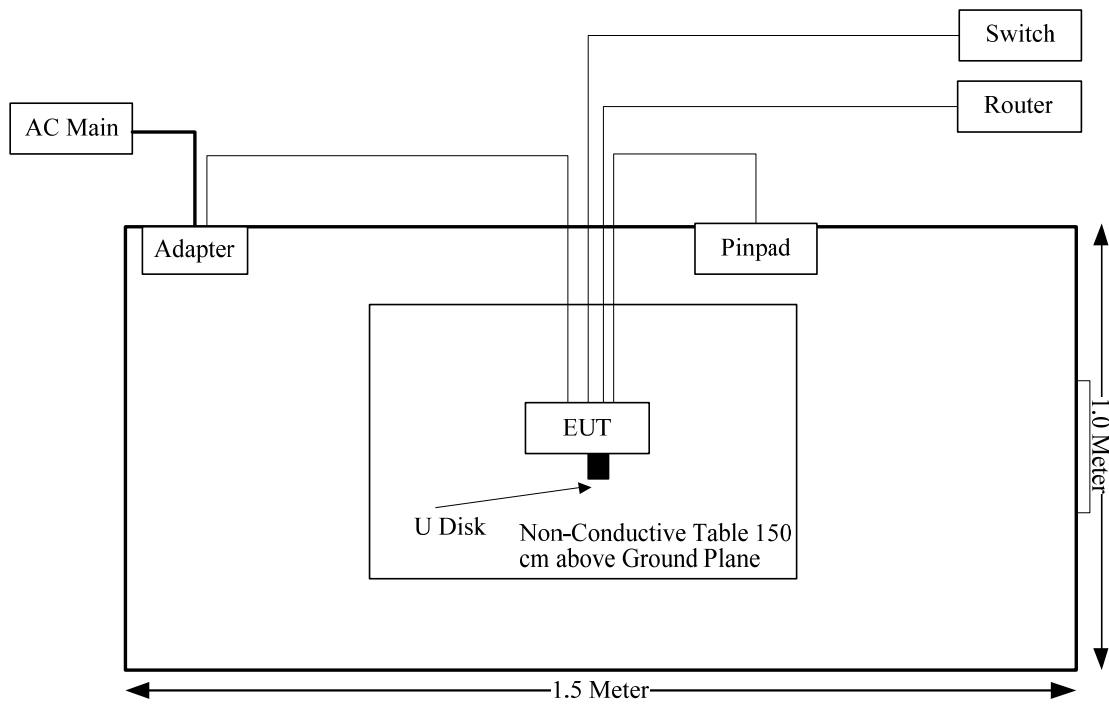 Switch
Router
AC Main
Adapter
Pinpad
EUT
U Disk
Non-Conductive Table 150
cm above Ground Plane
1.0 Meter
1.5 Meter